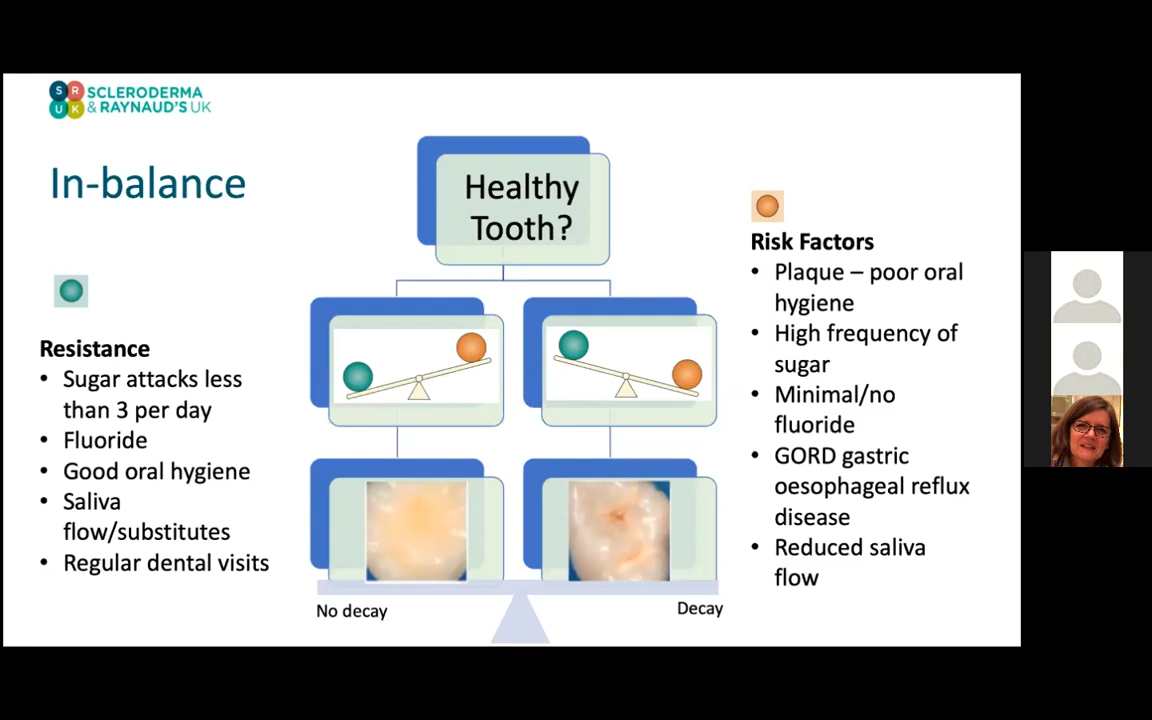 S R
U K
SCLERODERMA
& RAYNAUD'S UK
In-balance
Healthy
Tooth?
Resistance
• Sugar attacks less
than 3 per day
• Fluoride
• Good oral hygiene
• Saliva
flow/substitutes
• Regular dental visits
No decay
Decay
Risk Factors
• Plaque – poor oral
hygiene
• High frequency of
sugar
• Minimal/no
fluoride
• GORD gastric
oesophageal reflux
disease
• Reduced saliva
flow